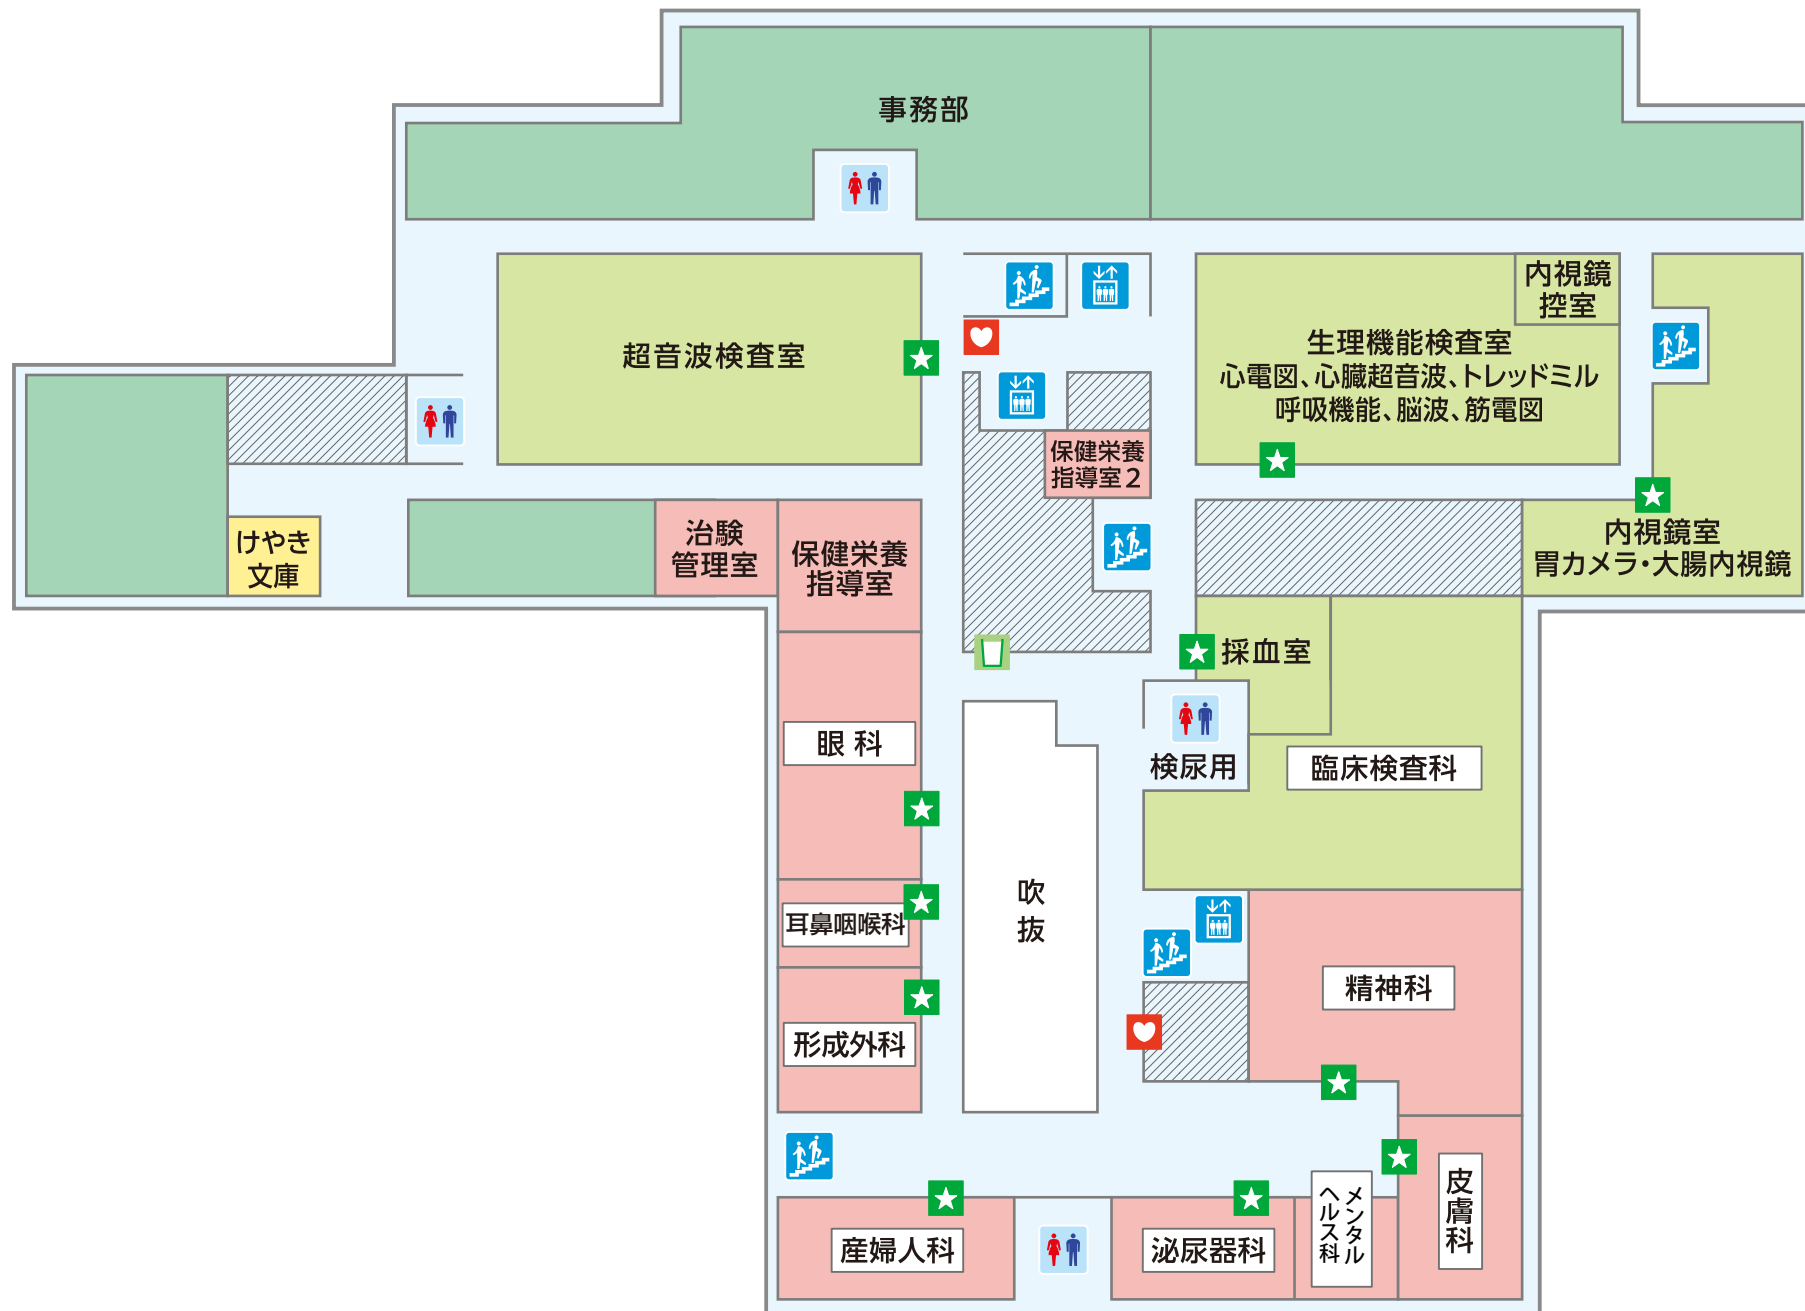 事務部
内視鏡
控室
超音波検査室
生理機能検査室
心電図、心臓超音波、トレッドミル
呼吸機能、脳波、筋電図
保健栄養
指導室2
けやき
文庫
治験
管理室
保健栄養
指導室
内視鏡室
胃カメラ・大腸内視鏡
採血室
眼科
検尿用
臨床検査科
吹
抜
耳鼻咽喉科
精神科
形成外科
産婦人科
泌尿器科
メンタル
ヘルス科
皮膚科